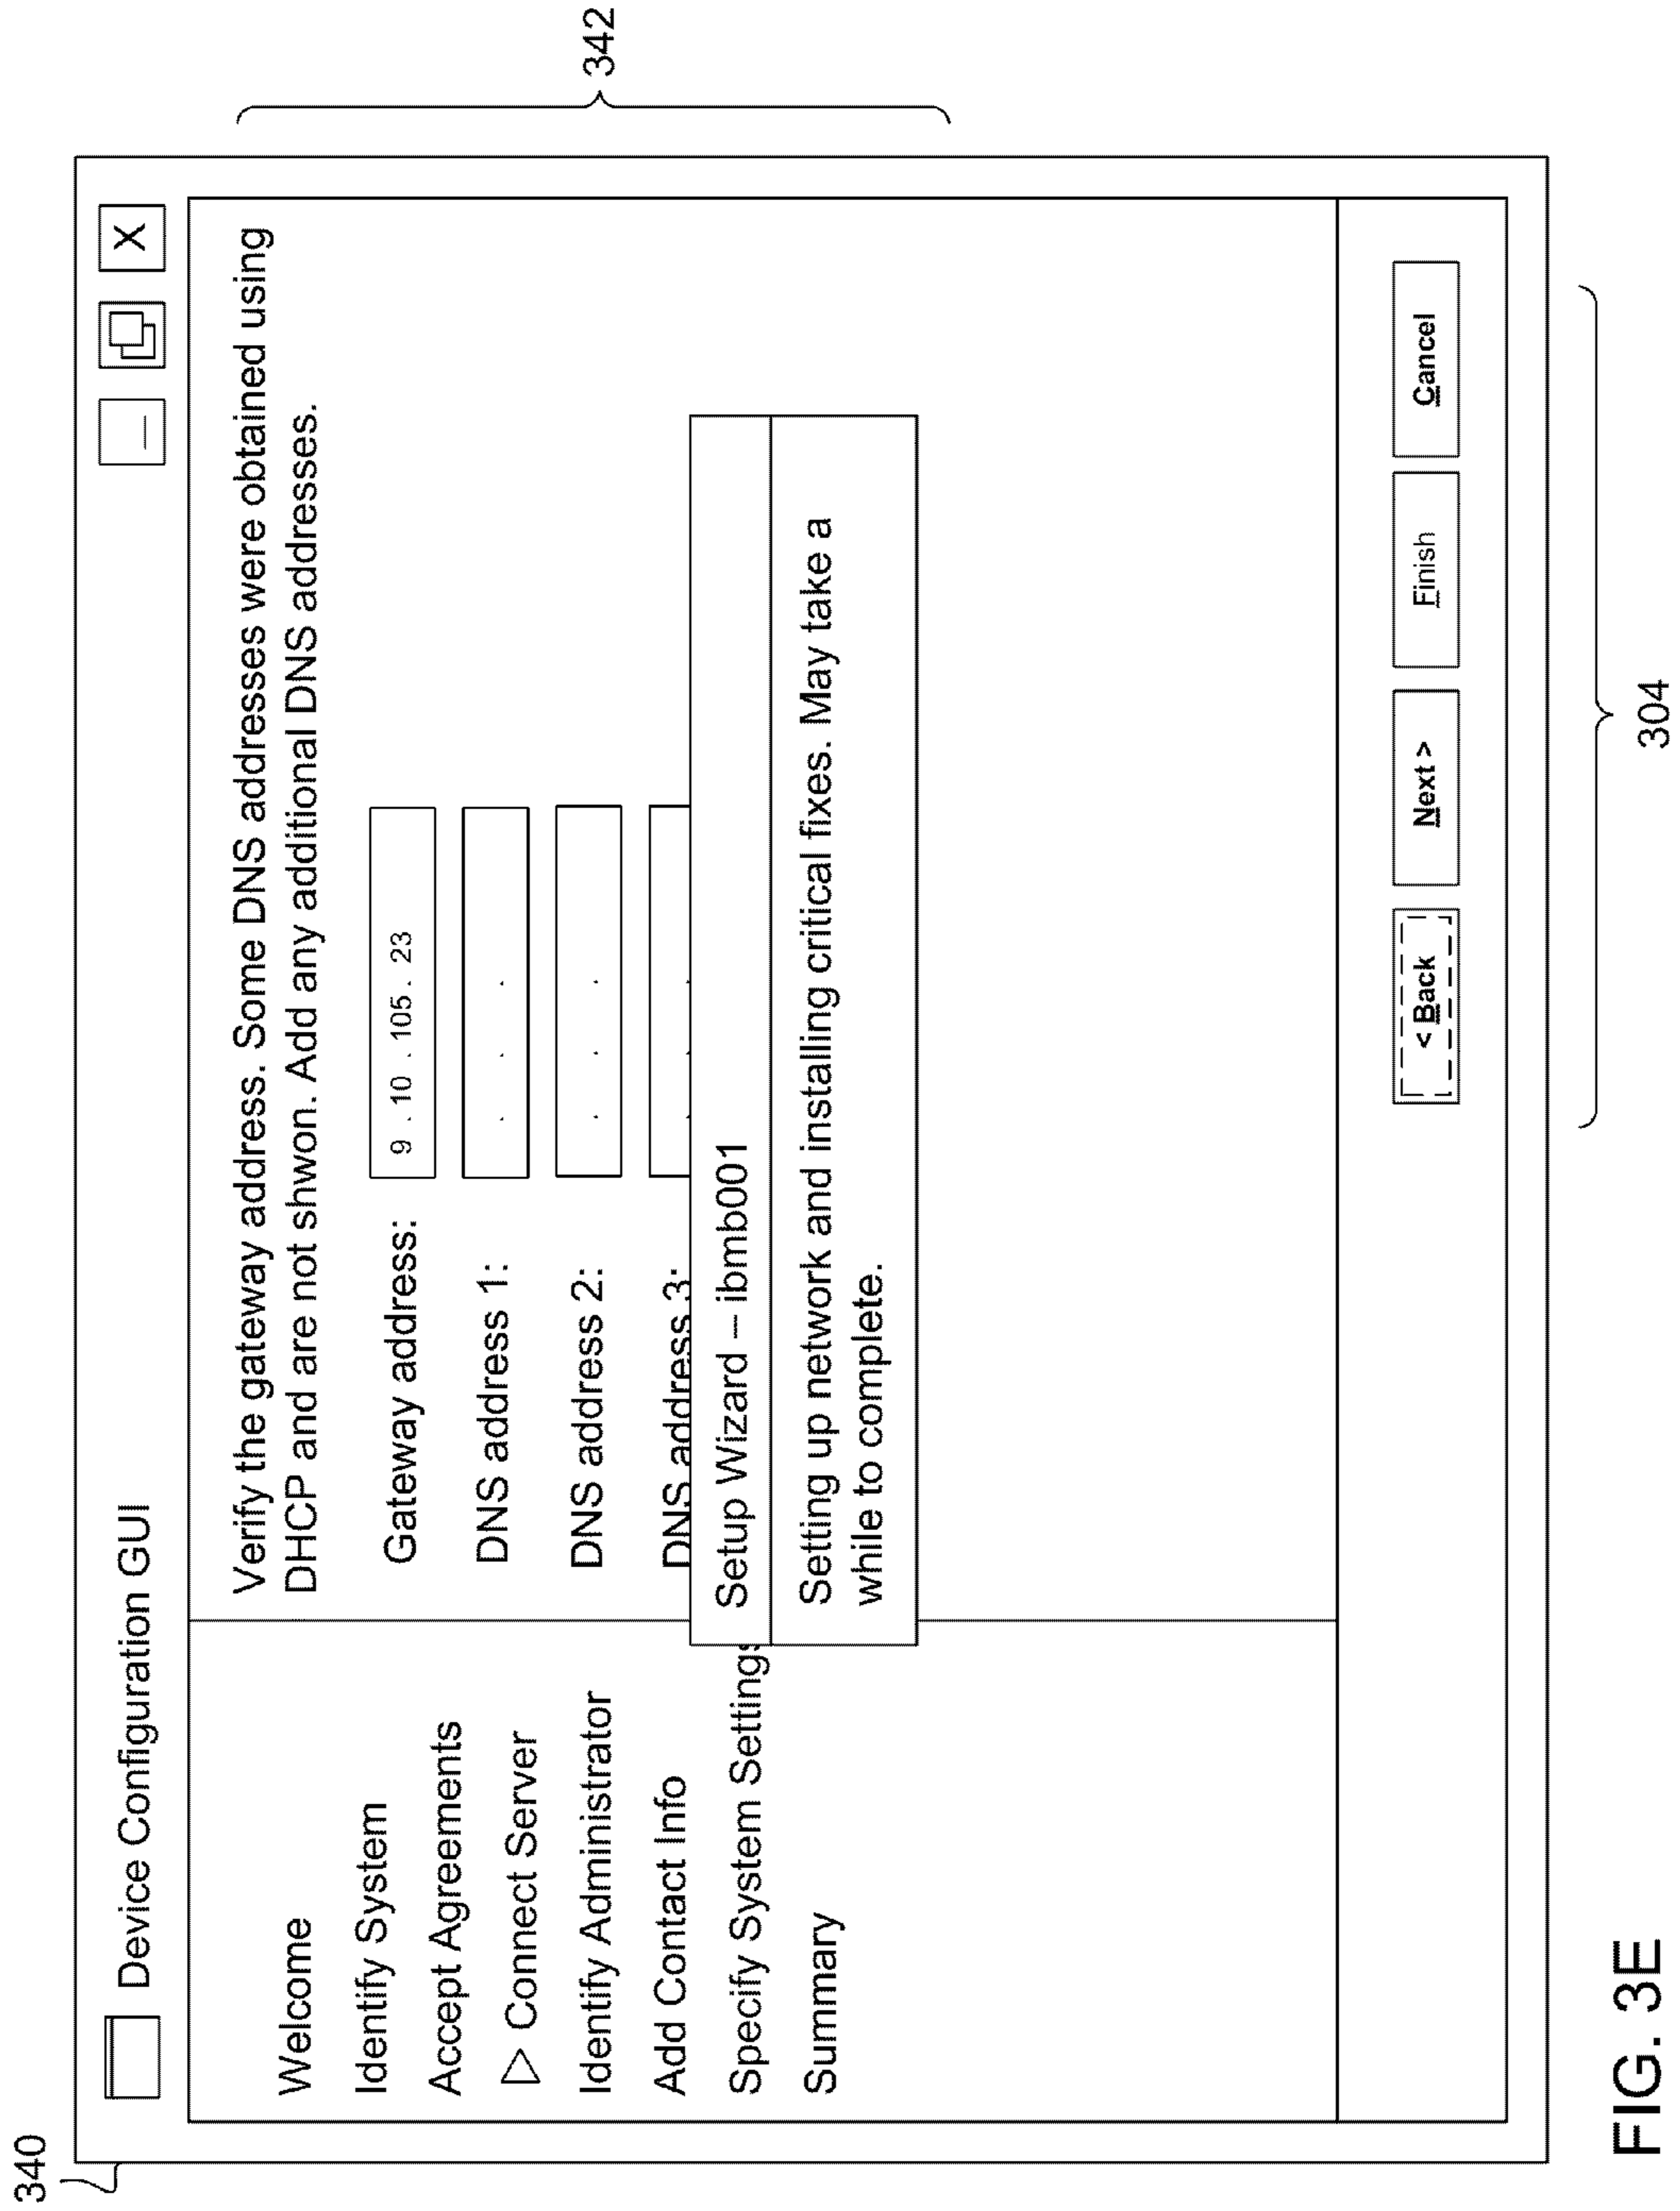 340
Device Configuration GUI
_
X
Welcome
Identify System
Accept Agreements
▷ Connect Server
Identify Administrator
Add Contact Info
Specify System Settings
Summary
Verify the gateway address. Some DNS addresses were obtained using
DHCP and are not shwon. Add any additional DNS addresses.
Gateway address: 9 . 10 . 105 . 23
DNS address 1: . . .
DNS address 2: . . .
DNS address 3: . . .
Setup Wizard – ibmb001
Setting up network and installing critical fixes. May take a
while to complete.
342
< Back
Next >
Finish
Cancel
304
FIG. 3E